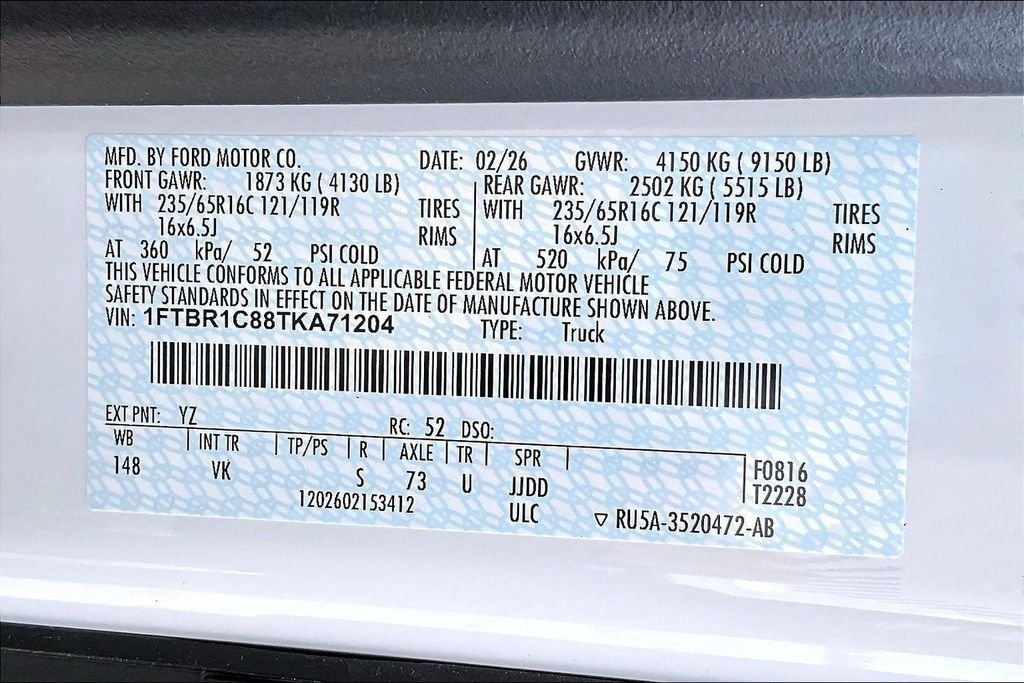 MFD. BY FORD MOTOR CO. DATE: 02/26 GVWR: 4150 KG ( 9150 LB)
FRONT GAWR: 1873 KG ( 4130 LB) REAR GAWR: 2502 KG ( 5515 LB)
WITH 235/65R16C 121/119R TIRES WITH 235/65R16C 121/119R TIRES
16x6.5J RIMS 16x6.5J RIMS
AT 360 kPa/ 52 PSI COLD AT 520 kPa/ 75 PSI COLD
THIS VEHICLE CONFORMS TO ALL APPLICABLE FEDERAL MOTOR VEHICLE
SAFETY STANDARDS IN EFFECT ON THE DATE OF MANUFACTURE SHOWN ABOVE.
VIN: 1FTBR1C88TKA71204 TYPE: Truck
EXT PNT: YZ RC: 52 DSO:
WB INT TR TP/PS R AXLE TR SPR F0816
148 VK S 73 U JJDD T2228
1202602153412 ULC ▽ RU5A-3520472-AB